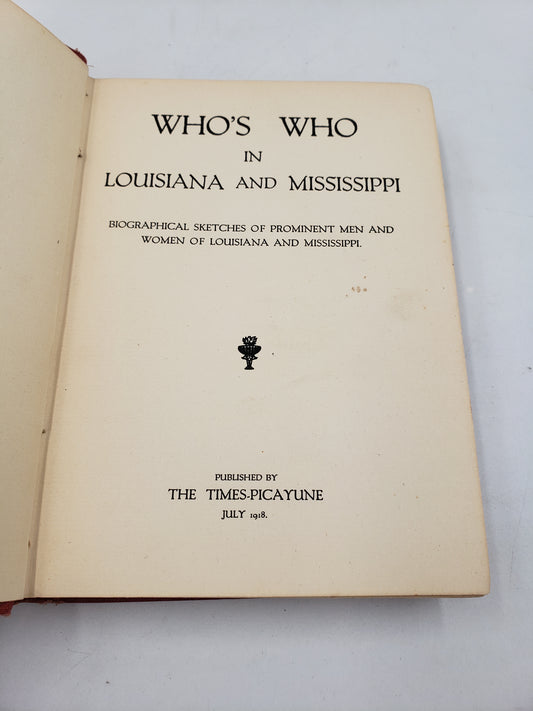 WHO'S WHO
IN
LOUISIANA AND MISSISSIPPI
BIOGRAPHICAL SKETCHES OF PROMINENT MEN AND
WOMEN OF LOUISIANA AND MISSISSIPPI.
PUBLISHED BY
THE TIMES-PICAYUNE
JULY 1918.